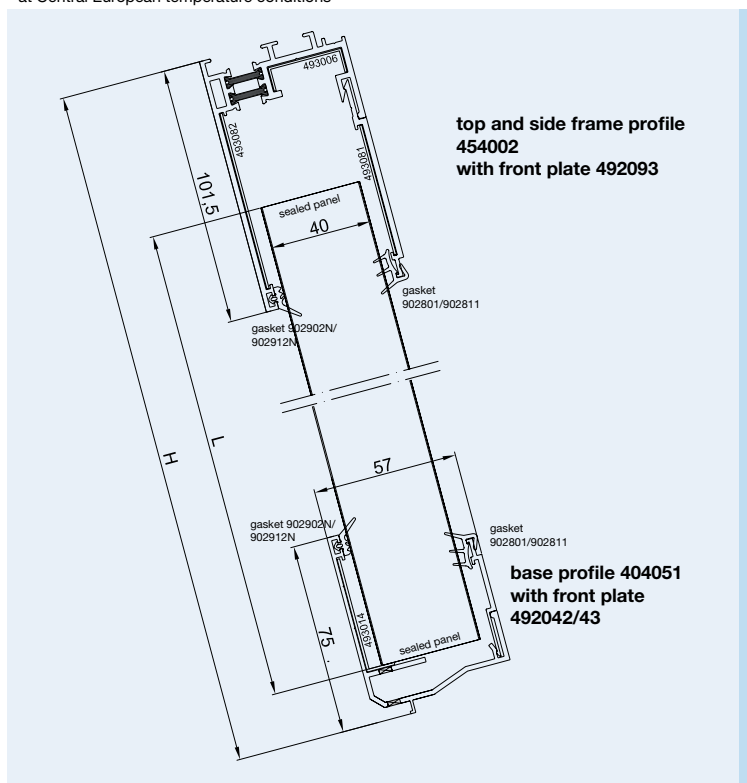 at Central European temperature conditions
493006
top and side frame profile
454002
with front plate 492093
493082
493081
101,5
sealed panel
40
gasket
902801/902811
gasket 902902N/
902912N
L
H
57
gasket 902902N/
902912N
gasket
902801/902811
base profile 404051
with front plate
492042/43
493014
75
sealed panel